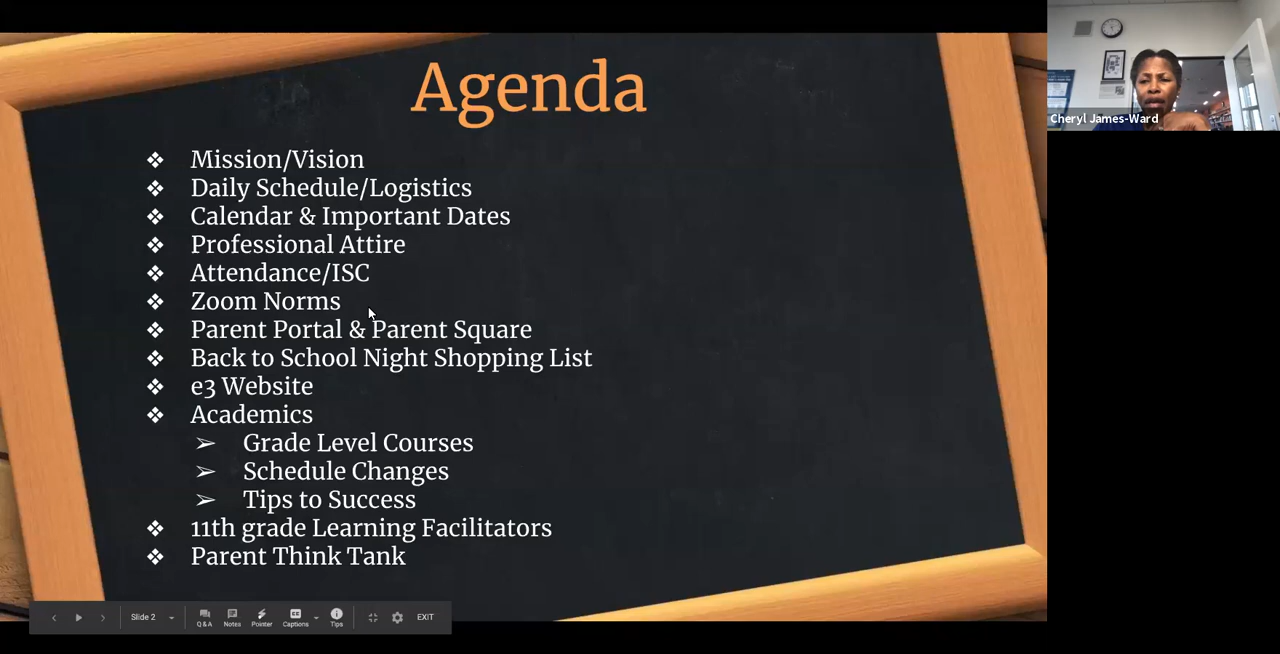 Agenda
❖ Mission/Vision
❖ Daily Schedule/Logistics
❖ Calendar & Important Dates
❖ Professional Attire
❖ Attendance/ISC
❖ Zoom Norms
❖ Parent Portal & Parent Square
❖ Back to School Night Shopping List
❖ e3 Website
❖ Academics
➢ Grade Level Courses
➢ Schedule Changes
➢ Tips to Success
❖ 11th grade Learning Facilitators
❖ Parent Think Tank
Cheryl James-Ward
Slide 2
Q & A
Notes
Pointer
CC
Captions
Tips
EXIT